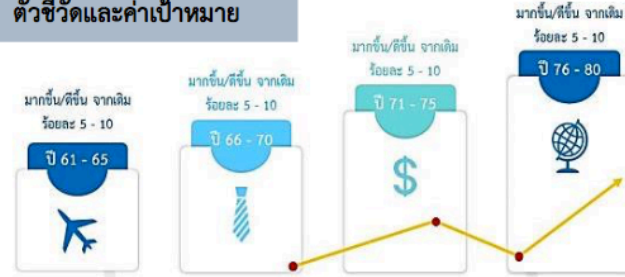 ตัวชี้วัดและค่าเป้าหมาย
มากขึ้น/ดีขึ้น จากเดิม
ร้อยละ 5 - 10
ปี 61 - 65
มากขึ้น/ดีขึ้น จากเดิม
ร้อยละ 5 - 10
ปี 66 - 70
มากขึ้น/ดีขึ้น จากเดิม
ร้อยละ 5 - 10
ปี 71 - 75
$
มากขึ้น/ดีขึ้น จากเดิม
ร้อยละ 5 - 10
ปี 76 - 80